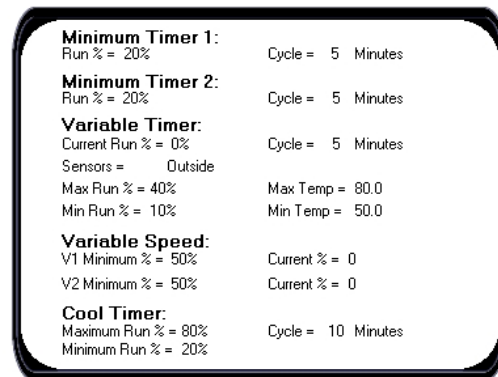 Minimum Timer 1:
Run % = 20% Cycle = 5 Minutes
Minimum Timer 2:
Run % = 20% Cycle = 5 Minutes
Variable Timer:
Current Run % = 0% Cycle = 5 Minutes
Sensors = Outside
Max Run % = 40% Max Temp = 80.0
Min Run % = 10% Min Temp = 50.0
Variable Speed:
V1 Minimum % = 50% Current % = 0
V2 Minimum % = 50% Current % = 0
Cool Timer:
Maximum Run % = 80% Cycle = 10 Minutes
Minimum Run % = 20%